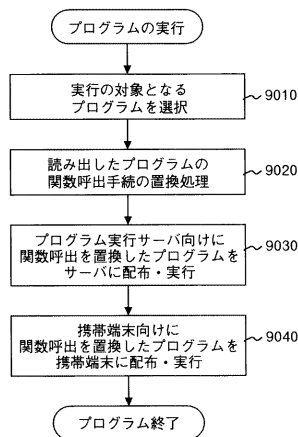 プログラムの実行
実行の対象となる
プログラムを選択
9010
読み出したプログラムの
関数呼出手続の置換処理
9020
プログラム実行サーバ向けに
関数呼出を置換したプログラムを
サーバに配布・実行
9030
携帯端末向けに
関数呼出を置換したプログラムを
携帯端末に配布・実行
9040
プログラム終了